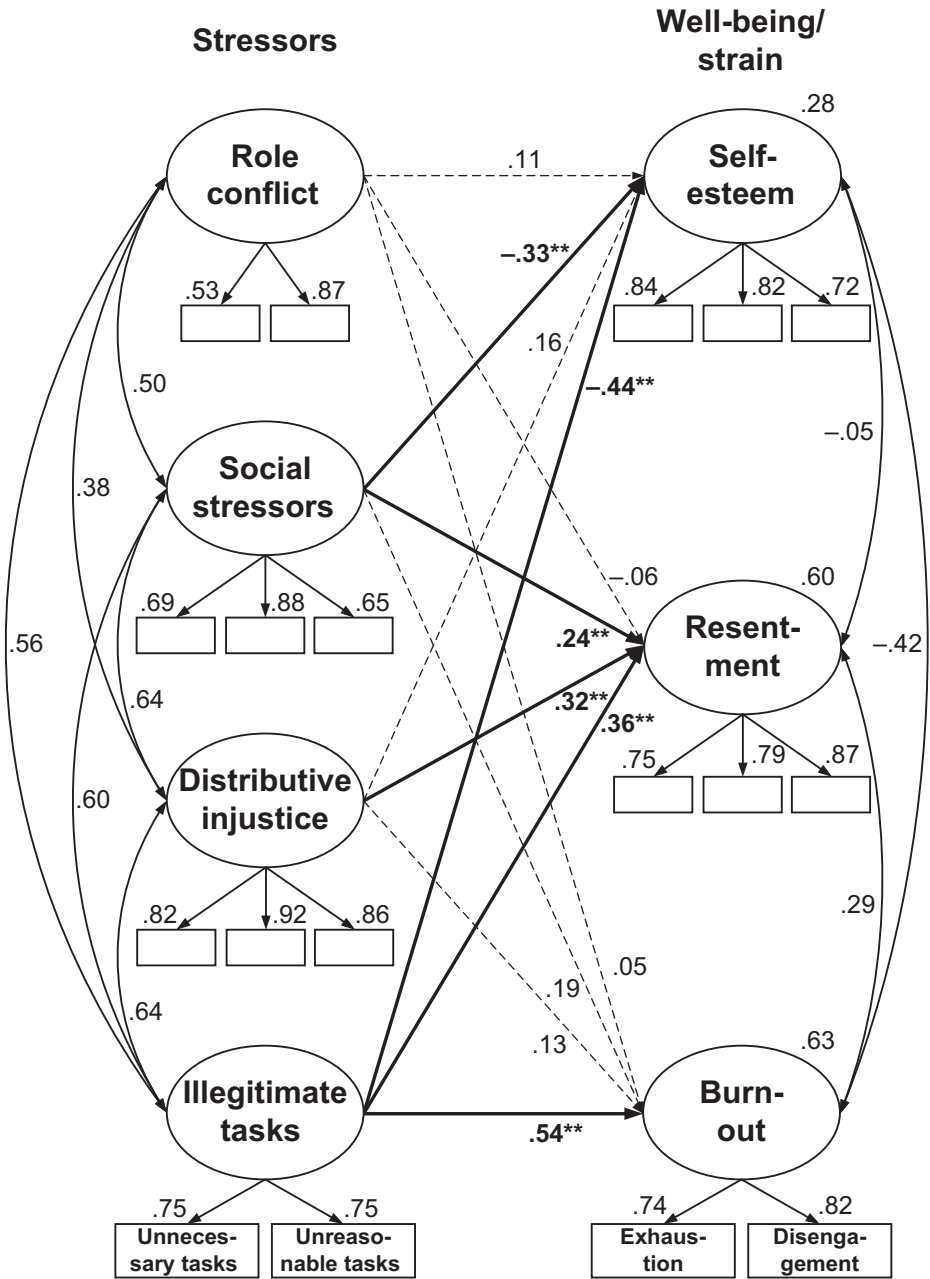 Stressors
Well-being/
strain
.28
Role
conflict
Self-
esteem
.11
–.33**
.53
.87
.84
.82
.72
.16
.50
–.44**
–.05
Social
stressors
.38
–.06
.60
.69
.88
.65
Resent-
ment
.24**
.56
–.42
.64
.32**
.36**
.75
.79
.87
Distributive
injustice
.60
.82
.92
.86
.29
.05
.19
.64
.13
.63
Illegitimate
tasks
Burn-
out
.54**
.75
.75
.74
.82
Unneces-
sary tasks
Unreaso-
nable tasks
Exhaus-
tion
Disenga-
gement